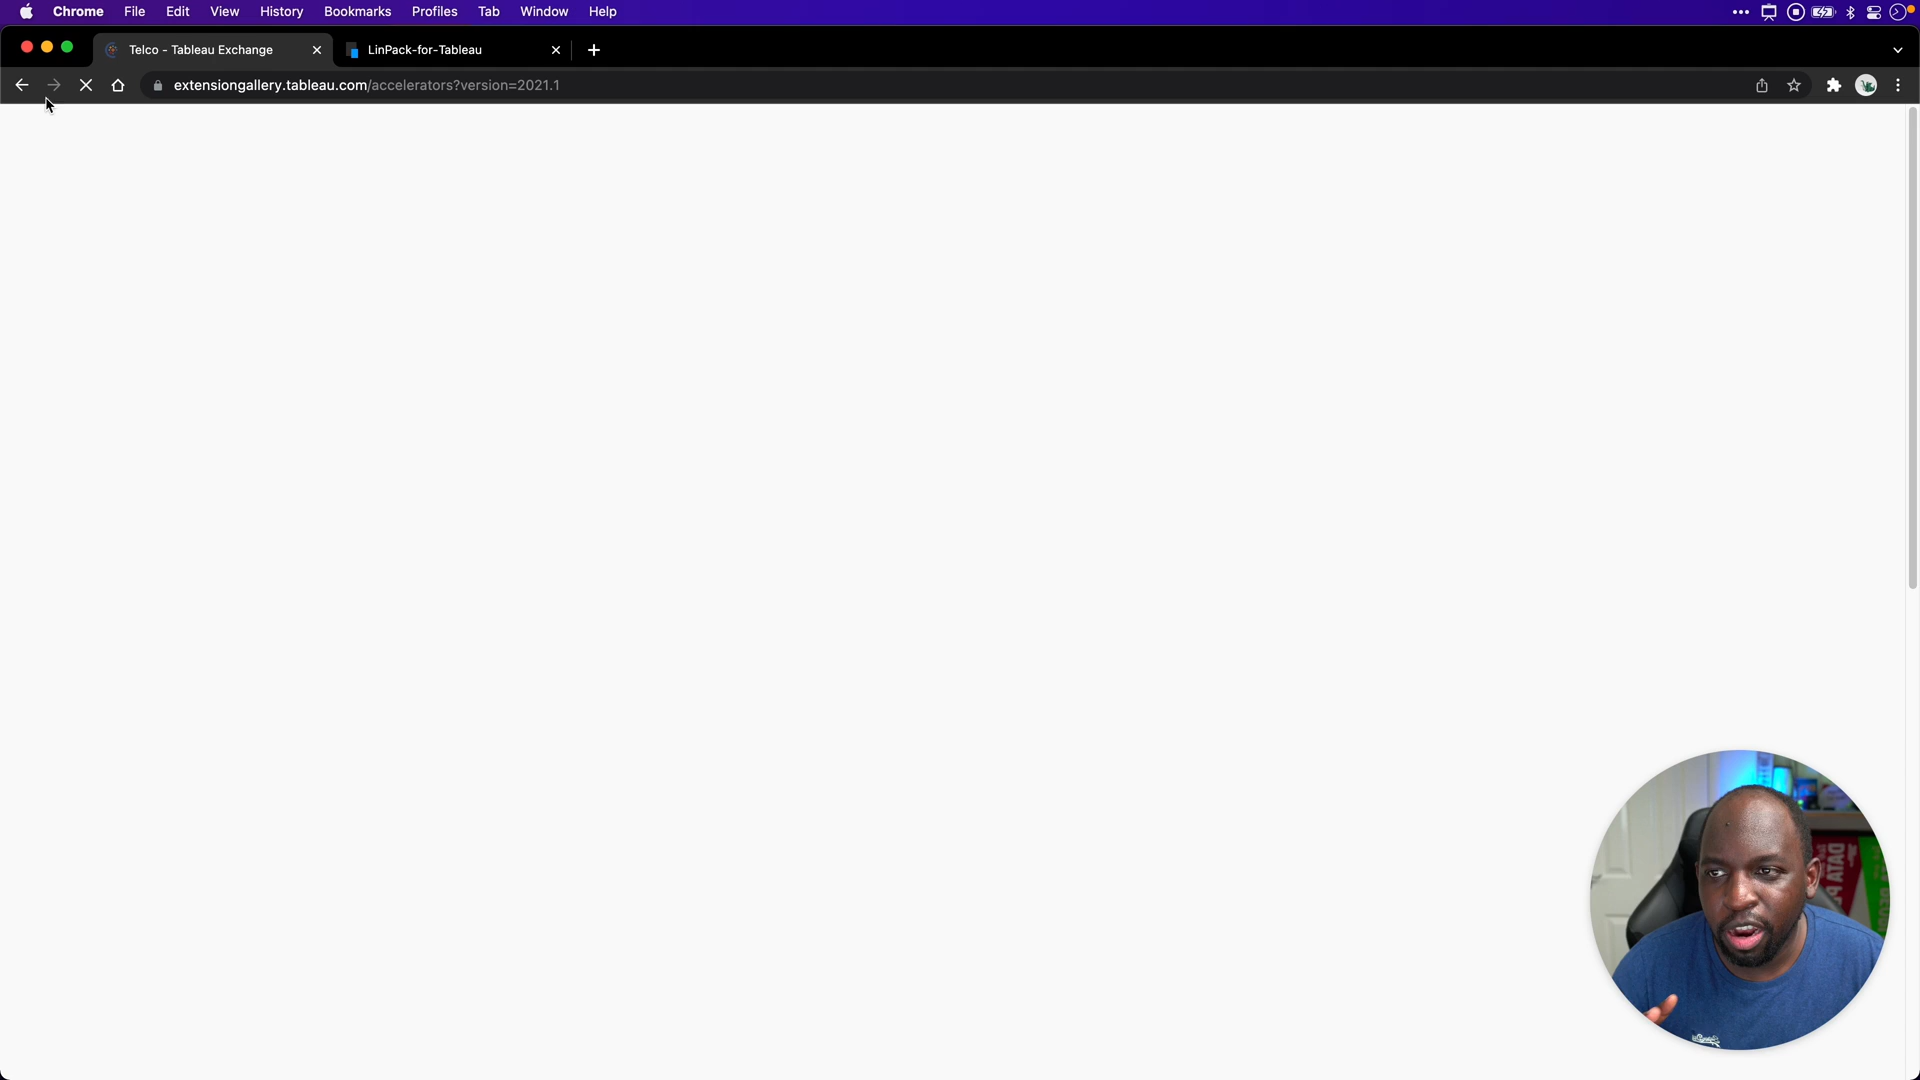 Chrome File Edit View History Bookmarks Profiles Tab Window Help
Telco - Tableau Exchange LinPack-for-Tableau
extensiongallery.tableau.com/accelerators?version=2021.1
DATA